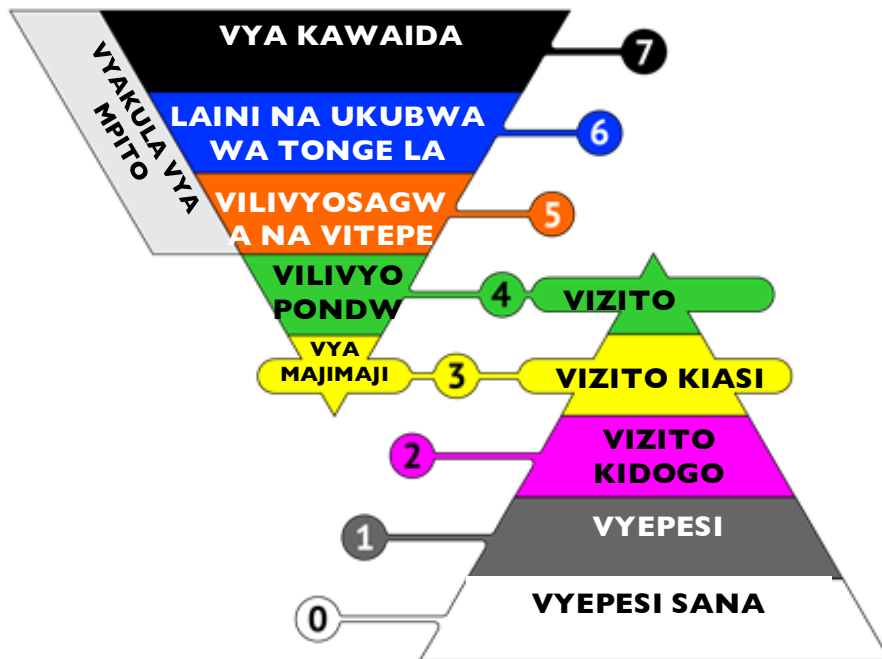 VYA KAWAIDA
7
VYAKULA VYA
MPITO
LAINI NA UKUBWA
WA TONGE LA
6
VILIVYOSAGW
A NA VITEPE
5
VILIVYO
PONDW
4
VIZITO
VYA
MAJIMAJI
3
VIZITO KIASI
2
VIZITO
KIDOGO
1
VYEPESI
0
VYEPESI SANA